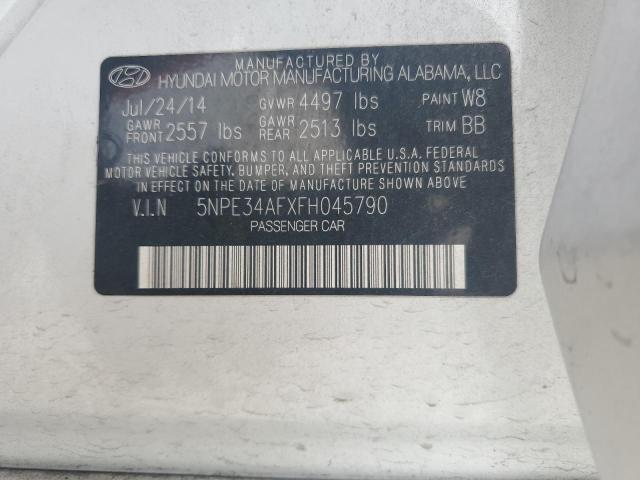 MANUFACTURED BY
HYUNDAI MOTOR MANUFACTURING ALABAMA, LLC
Jul/24/14 GVWR 4497 lbs PAINT W8
GAWR FRONT 2557 lbs GAWR REAR 2513 lbs TRIM BB
THIS VEHICLE CONFORMS TO ALL APPLICABLE U.S.A. FEDERAL
MOTOR VEHICLE SAFETY, BUMPER, AND THEFT PREVENTION STANDARDS
IN EFFECT ON THE DATE OF MANUFACTURE SHOWN ABOVE
V.I.N 5NPE34AFXFH045790
PASSENGER CAR